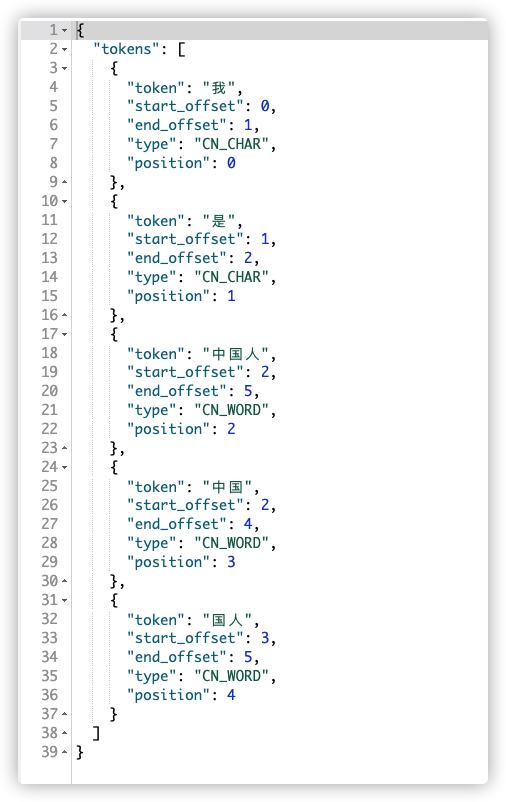 1 {
2 "tokens": [
3 {
4 "token": "我",
5 "start_offset": 0,
6 "end_offset": 1,
7 "type": "CN_CHAR",
8 "position": 0
9 },
10 {
11 "token": "是",
12 "start_offset": 1,
13 "end_offset": 2,
14 "type": "CN_CHAR",
15 "position": 1
16 },
17 {
18 "token": "中国人",
19 "start_offset": 2,
20 "end_offset": 5,
21 "type": "CN_WORD",
22 "position": 2
23 },
24 {
25 "token": "中国",
26 "start_offset": 2,
27 "end_offset": 4,
28 "type": "CN_WORD",
29 "position": 3
30 },
31 {
32 "token": "国人",
33 "start_offset": 3,
34 "end_offset": 5,
35 "type": "CN_WORD",
36 "position": 4
37 }
38 ]
39 }